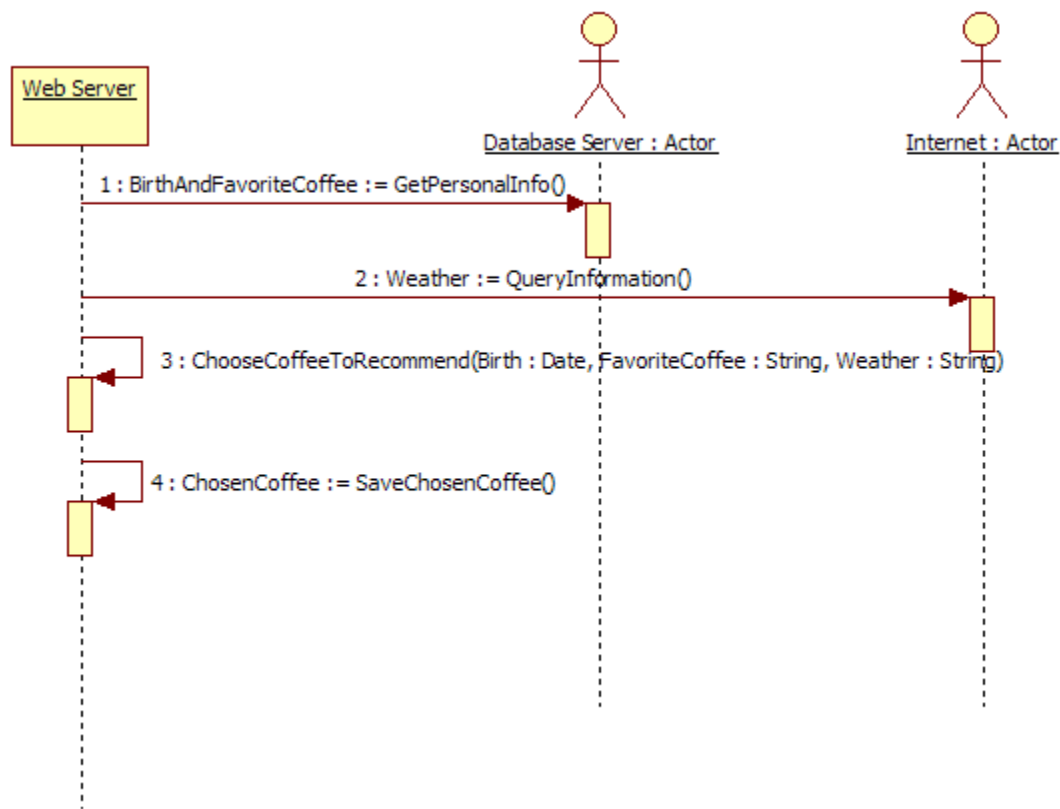 Web Server
Database Server : Actor
Internet : Actor
1 : BirthAndFavoriteCoffee := GetPersonalInfo()
2 : Weather := QueryInformation()
3 : ChooseCoffeeToRecommend(Birth : Date, FavoriteCoffee : String, Weather : String)
4 : ChosenCoffee := SaveChosenCoffee()